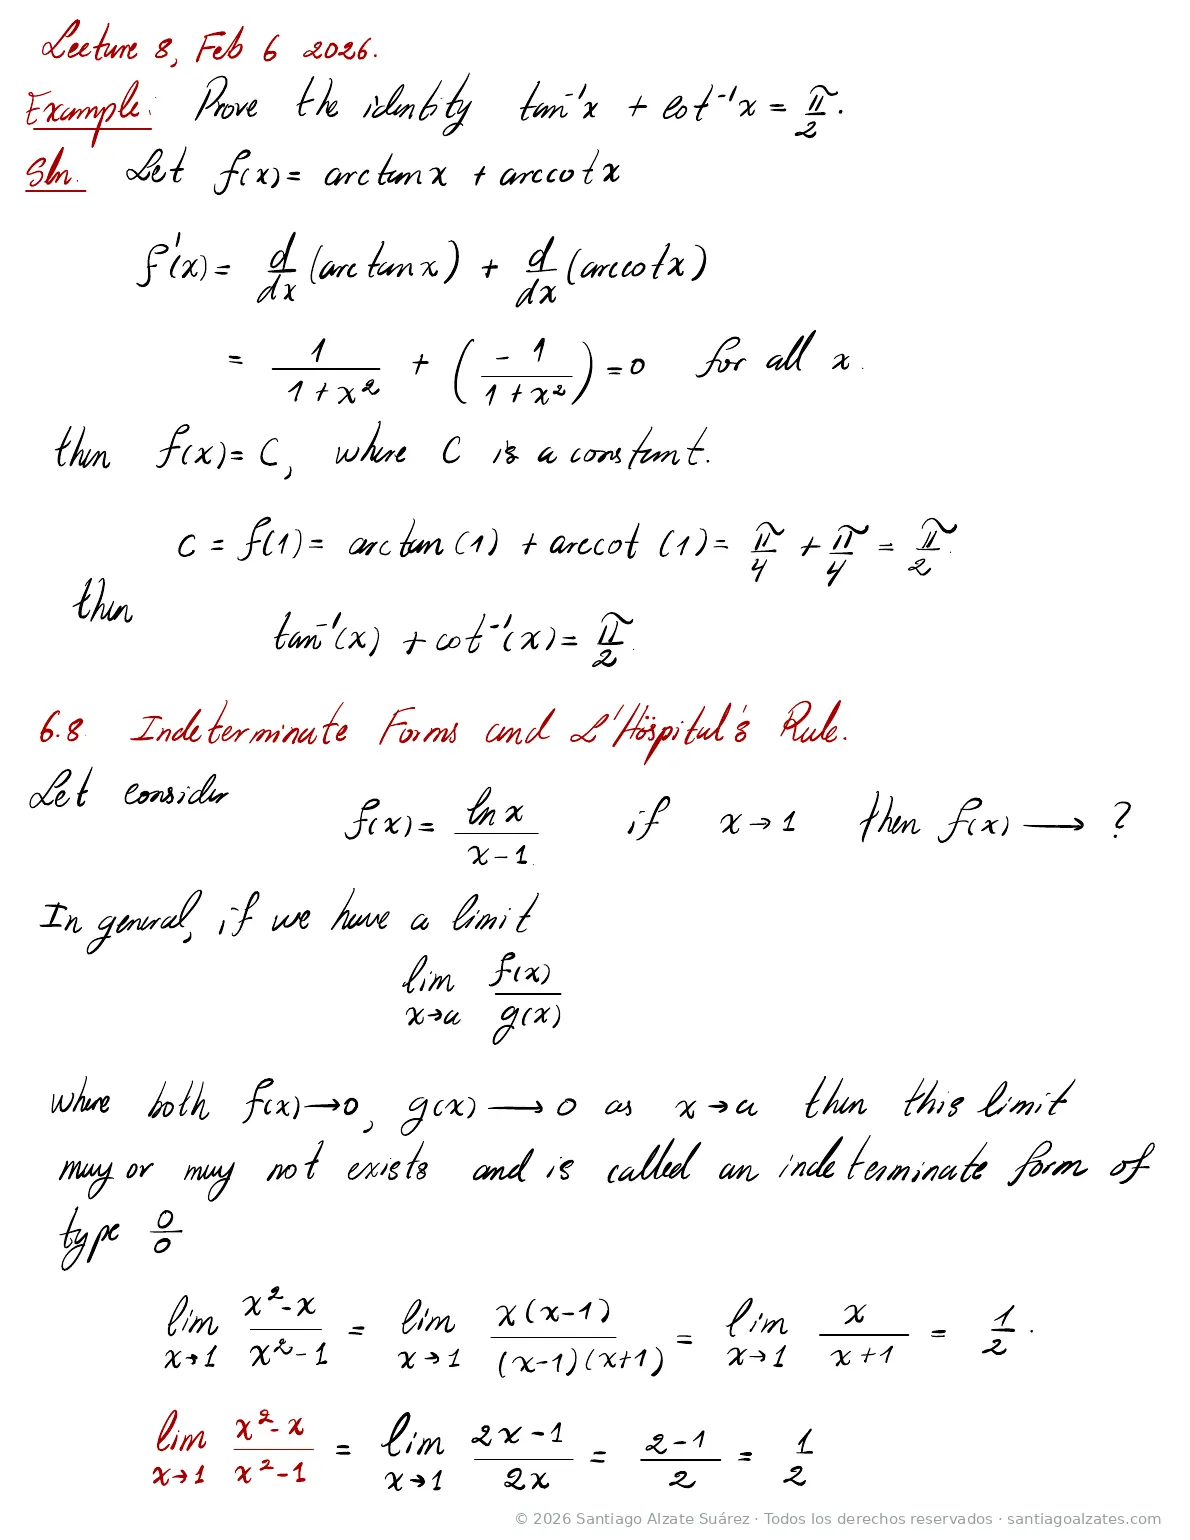 Lecture 8, Feb 6 2026.
Example: Prove the identity tan⁻¹x + cot⁻¹x = π/2.
Sln. Let f(x) = arctan x + arccot x
f'(x) = d/dx (arctan x) + d/dx (arccot x)
= 1/(1+x²) + (-1/(1+x²)) = 0 for all x.
then f(x) = C, where C is a constant.
C = f(1) = arctan(1) + arccot(1) = π/4 + π/4 = π/2.
then
tan⁻¹(x) + cot⁻¹(x) = π/2.
6.8. Indeterminate Forms and L'Höspital's Rule.
Let consider
f(x) = ln x/(x-1) if x → 1 then f(x) ⟶ ?
In general, if we have a limit
lim x→a f(x)/g(x)
where both f(x) → 0, g(x) ⟶ 0 as x → a then this limit
may or may not exists and is called an indeterminate form of
type 0/0
lim x→1 (x²-x)/(x²-1) = lim x→1 x(x-1)/((x-1)(x+1)) = lim x→1 x/(x+1) = 1/2.
lim x→1 (x²-x)/(x²-1) = lim x→1 (2x-1)/(2x) = (2-1)/2 = 1/2
© 2026 Santiago Alzate Suárez · Todos los derechos reservados · santiagoalzates.com